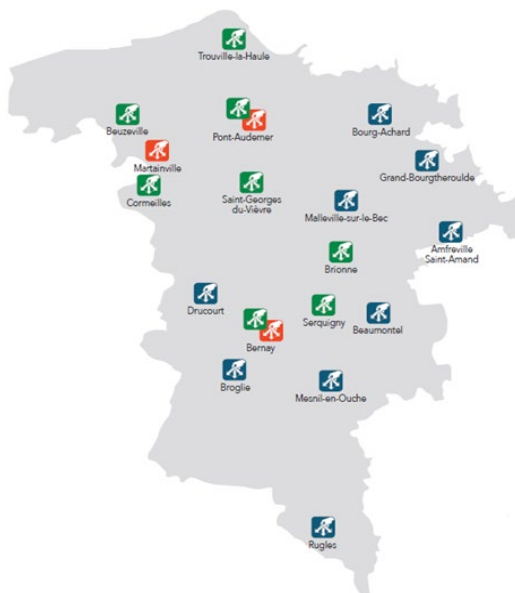 Trouville-la-Haule
Beuzeville
Pont-Audemer
Bourg-Achard
Martainville
Grand-Bourgtheroulde
Cormeilles
Saint-Georges
du-Vièvre
Malleville-sur-le-Bec
Amfreville
Saint-Amand
Brionne
Drucourt
Serquigny
Beaumontel
Bernay
Broglie
Mesnil-en-Ouche
Rugles